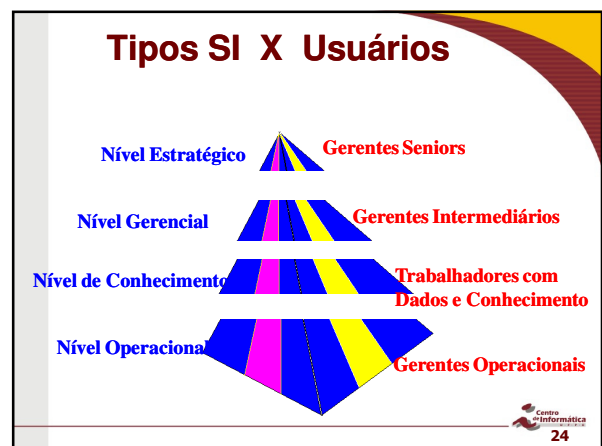 Tipos SI X Usuários
Nível Estratégico
Gerentes Seniors
Nível Gerencial
Gerentes Intermediários
Nível de Conhecimento
Trabalhadores com
Dados e Conhecimento
Nível Operacional
Gerentes Operacionais
Centro
de Informática
U F P E
24